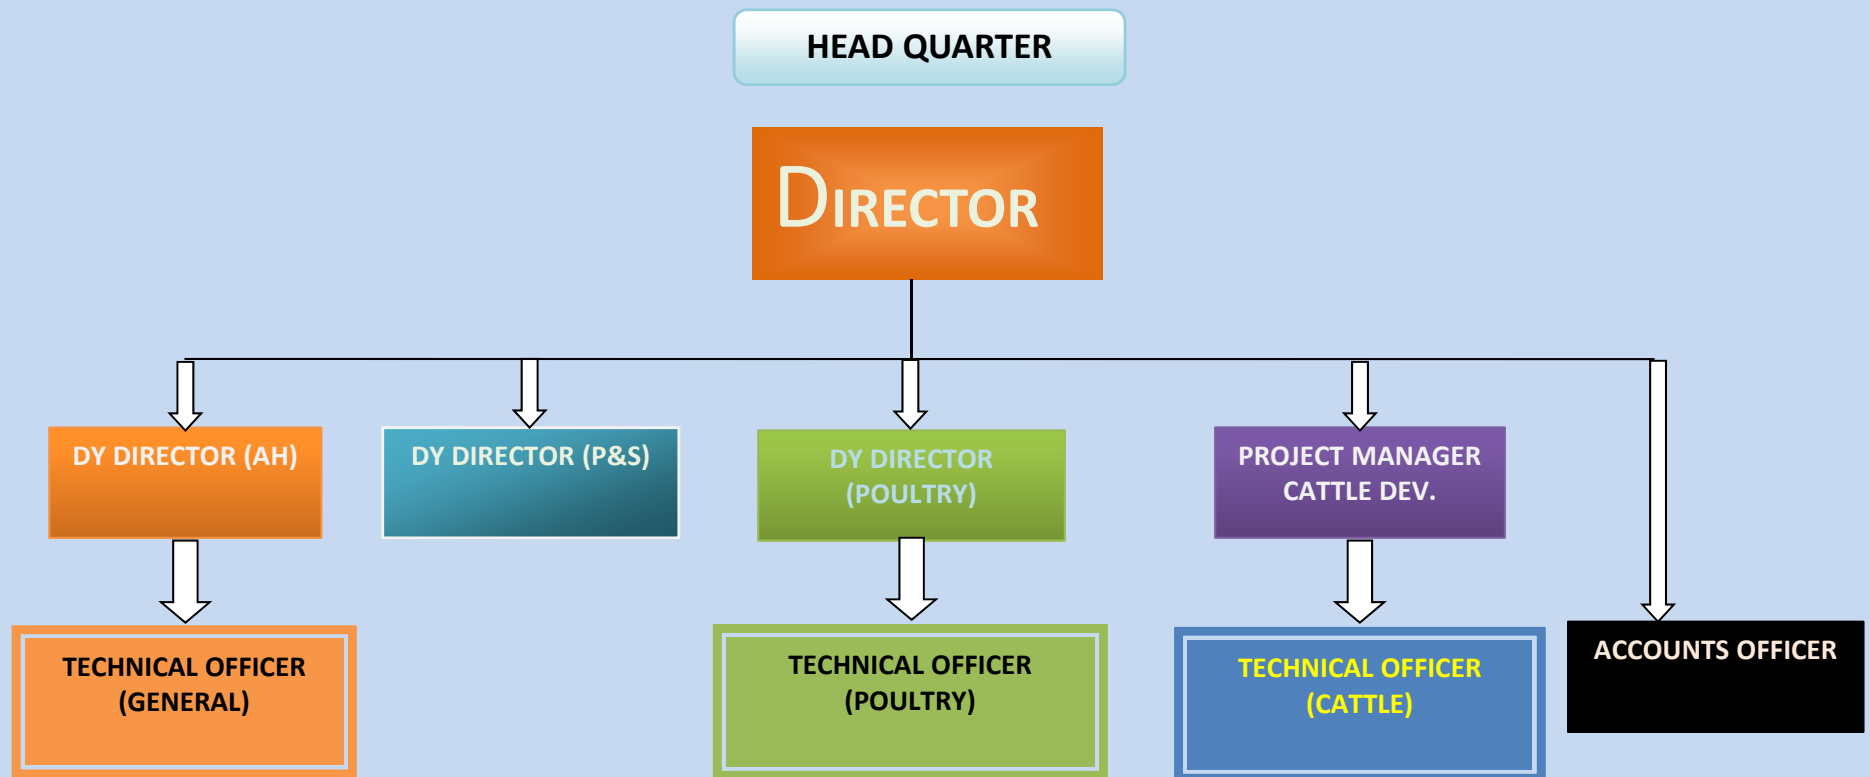 HEAD QUARTER
DIRECTOR
DY DIRECTOR (AH)
DY DIRECTOR (P&S)
DY DIRECTOR
(POULTRY)
PROJECT MANAGER
CATTLE DEV.
TECHNICAL OFFICER
(GENERAL)
TECHNICAL OFFICER
(POULTRY)
TECHNICAL OFFICER
(CATTLE)
ACCOUNTS OFFICER